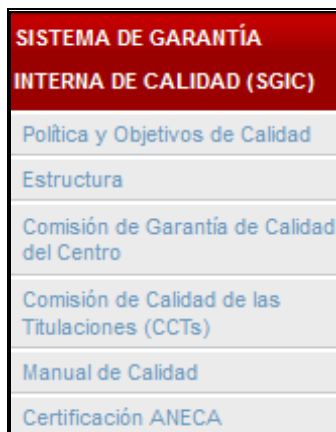 SISTEMA DE GARANTÍA
INTERNA DE CALIDAD (SGIC)
Política y Objetivos de Calidad
Estructura
Comisión de Garantía de Calidad
del Centro
Comisión de Calidad de las
Titulaciones (CCTs)
Manual de Calidad
Certificación ANECA